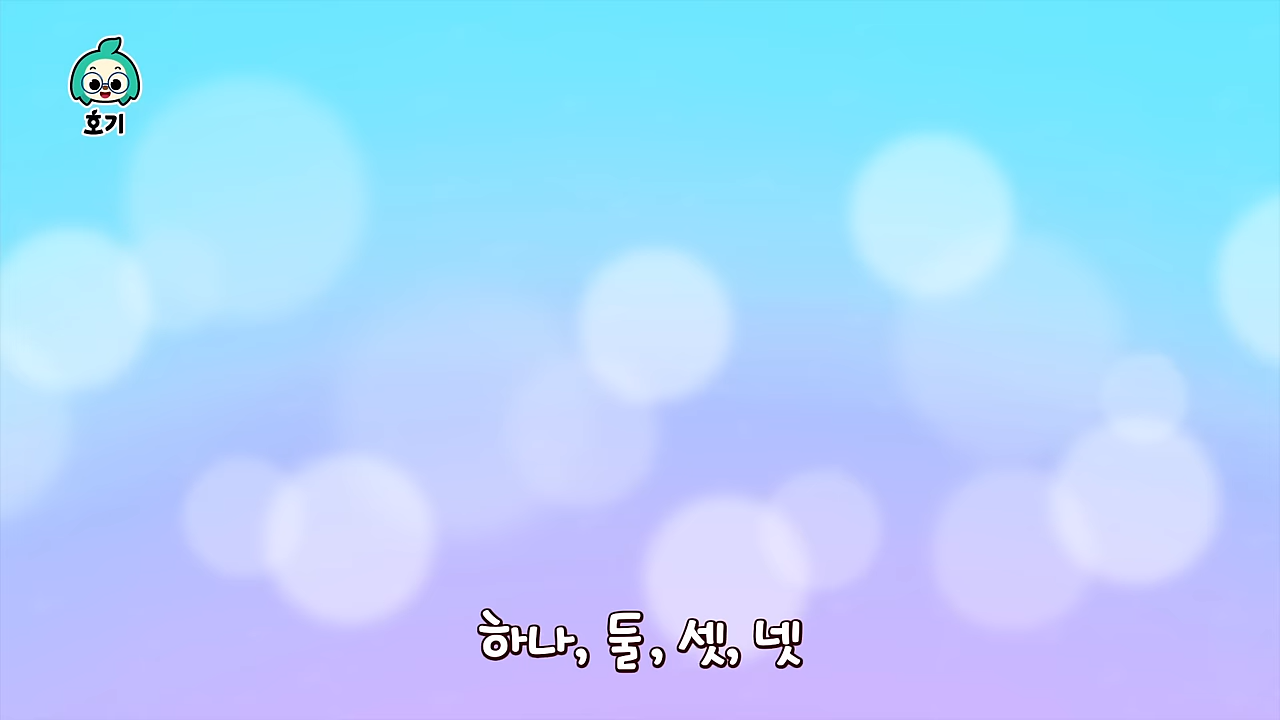 호기
하나, 둘, 셋, 넷